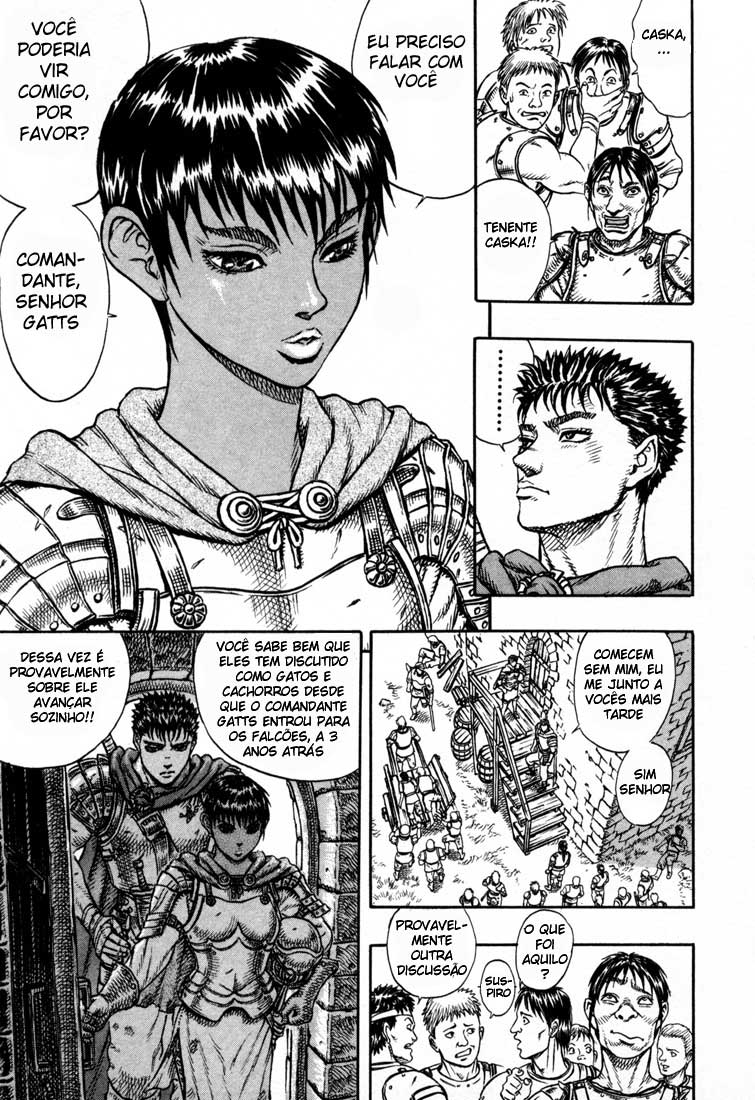 CASKA,
...
TENENTE
CASKA!!
EU PRECISO
FALAR COM
VOCÊ
VOCÊ
PODERIA
VIR
COMIGO,
POR
FAVOR?
COMAN-
DANTE,
SENHOR
GATTS
.........
COMECEM
SEM MIM, EU
ME JUNTO A
VOCÊS MAIS
TARDE
SIM
SENHOR
O QUE
FOI
AQUILO
?
SUS-
PIRO
PROVAVEL-
MENTE
OUTRA
DISCUSSÃO
VOCÊ SABE BEM QUE
ELES TEM DISCUTIDO
COMO GATOS E
CACHORROS DESDE
QUE O COMANDANTE
GATTS ENTROU PARA
OS FALCÕES, A 3
ANOS ATRÁS
DESSA VEZ É
PROVAVELMENTE
SOBRE ELE
AVANÇAR
SOZINHO!!